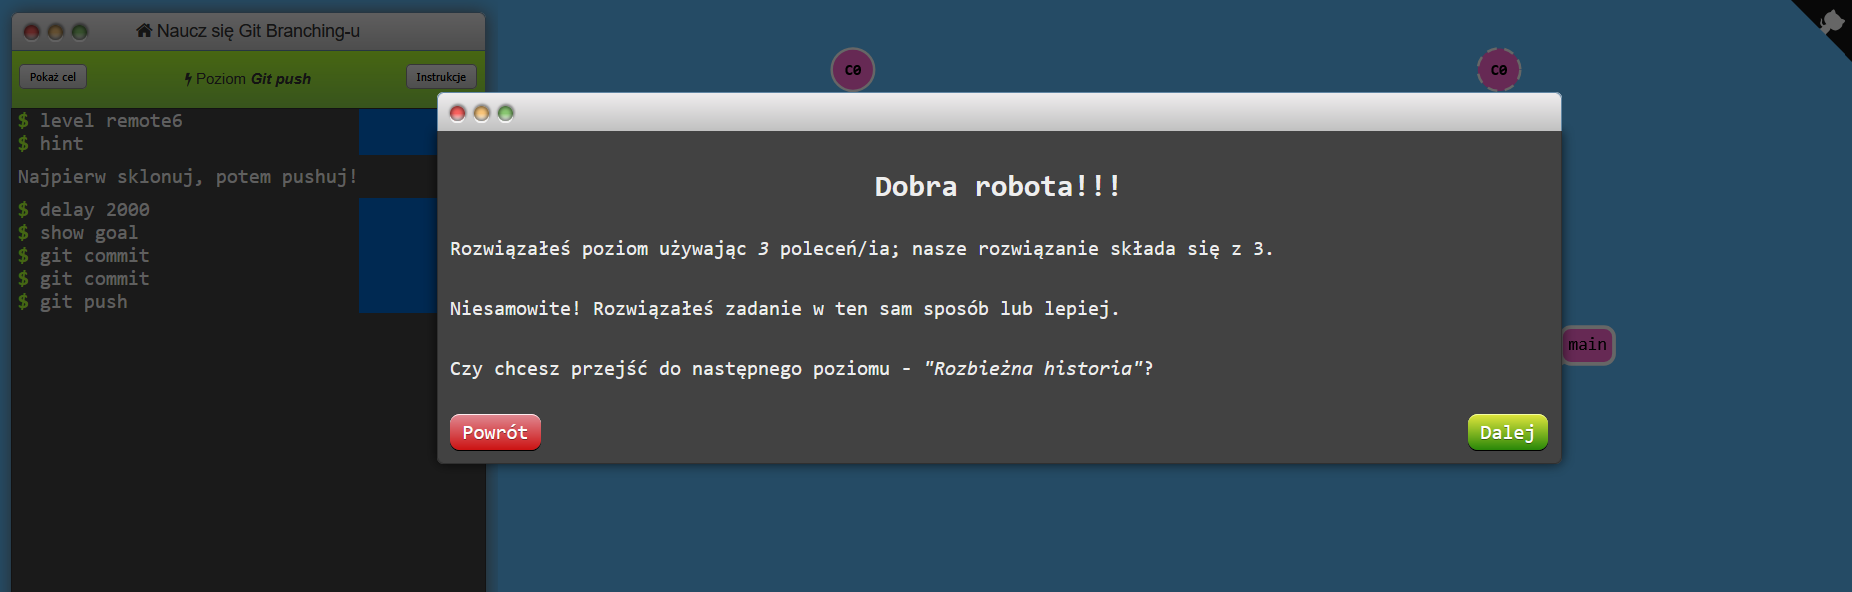 Naucz się Git Branching-u
Pokaż cel
Poziom Git push
Instrukcje
$ level remote6
$ hint
Najpierw sklonuj, potem pushuj!
$ delay 2000
$ show goal
$ git commit
$ git commit
$ git push
C0
C0
Dobra robota!!!
Rozwiązałeś poziom używając 3 poleceń/ia; nasze rozwiązanie składa się z 3.
Niesamowite! Rozwiązałeś zadanie w ten sam sposób lub lepiej.
Czy chcesz przejść do następnego poziomu - "Rozbieżna historia"?
Powrót
Dalej
main